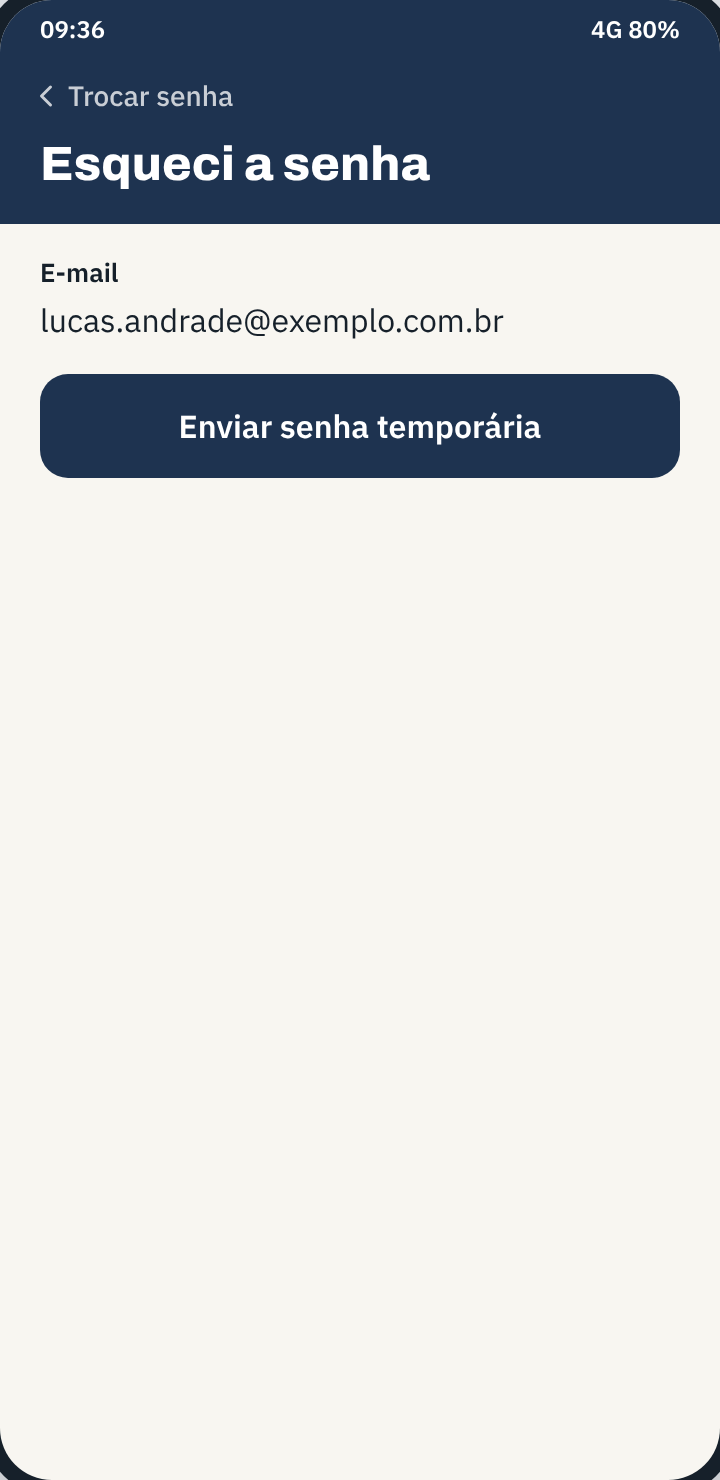 09:36 4G 80%
Trocar senha
Esqueci a senha
E-mail
lucas.andrade@exemplo.com.br
Enviar senha temporária